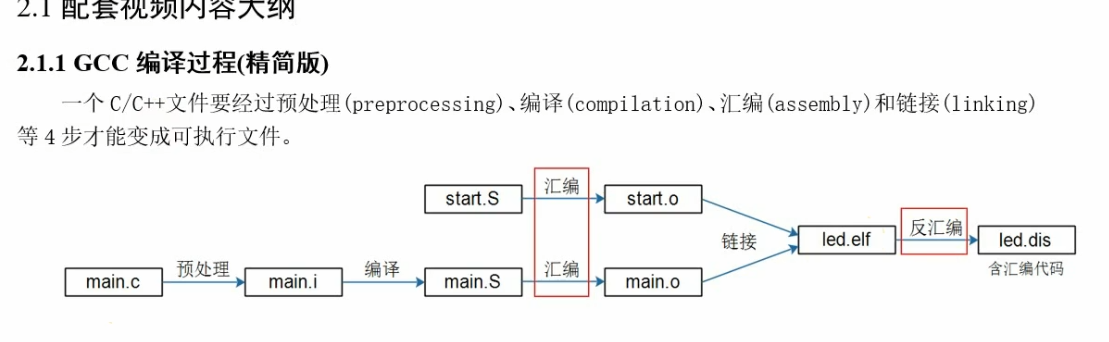 2.1 配套视频内容大纲
2.1.1 GCC 编译过程(精简版)
一个 C/C++文件要经过预处理(preprocessing)、编译(compilation)、汇编(assembly)和链接(linking)
等 4 步才能变成可执行文件。
start.S
汇编
start.o
链接
led.elf
反汇编
led.dis
含汇编代码
main.c
预处理
main.i
编译
main.S
汇编
main.o